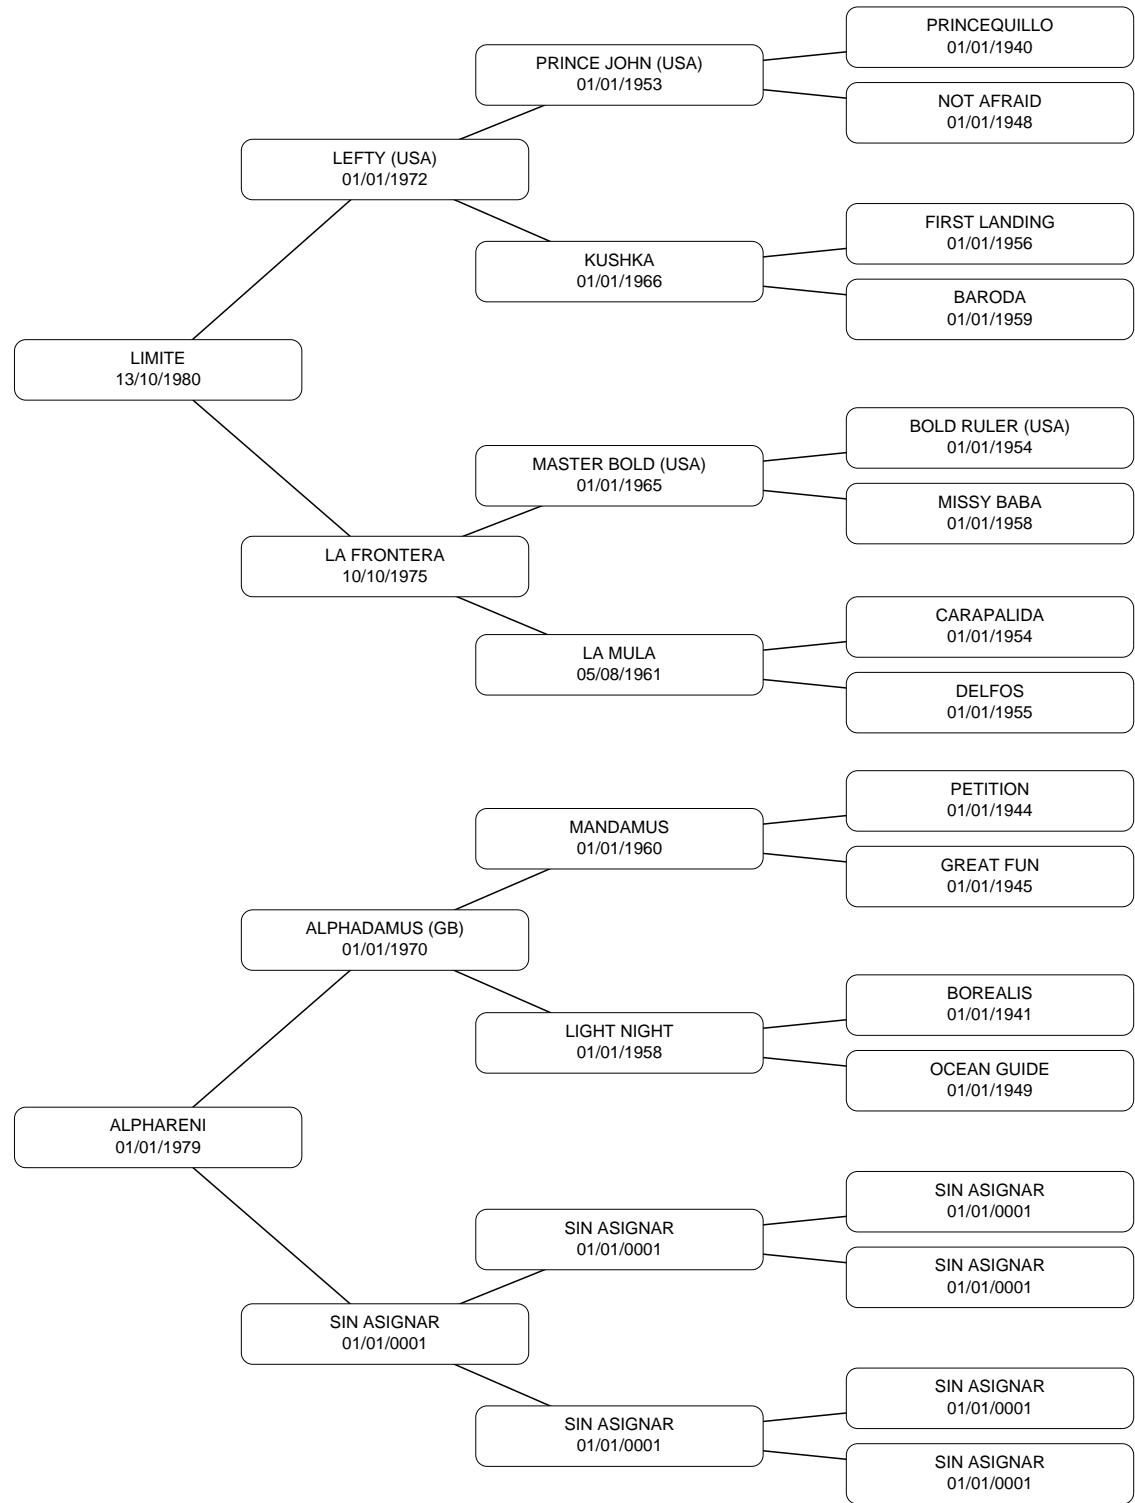 PRINCEQUILLO
01/01/1940
PRINCE JOHN (USA)
01/01/1953
NOT AFRAID
01/01/1948
LEFTY (USA)
01/01/1972
FIRST LANDING
01/01/1956
KUSHKA
01/01/1966
BARODA
01/01/1959
LIMITE
13/10/1980
BOLD RULER (USA)
01/01/1954
MASTER BOLD (USA)
01/01/1965
MISSY BABA
01/01/1958
LA FRONTERA
10/10/1975
CARAPALIDA
01/01/1954
LA MULA
05/08/1961
DELFOS
01/01/1955
PETITION
01/01/1944
MANDAMUS
01/01/1960
GREAT FUN
01/01/1945
ALPHADAMUS (GB)
01/01/1970
BOREALIS
01/01/1941
LIGHT NIGHT
01/01/1958
OCEAN GUIDE
01/01/1949
ALPHARENI
01/01/1979
SIN ASIGNAR
01/01/0001
SIN ASIGNAR
01/01/0001
SIN ASIGNAR
01/01/0001
SIN ASIGNAR
01/01/0001
SIN ASIGNAR
01/01/0001
SIN ASIGNAR
01/01/0001
SIN ASIGNAR
01/01/0001